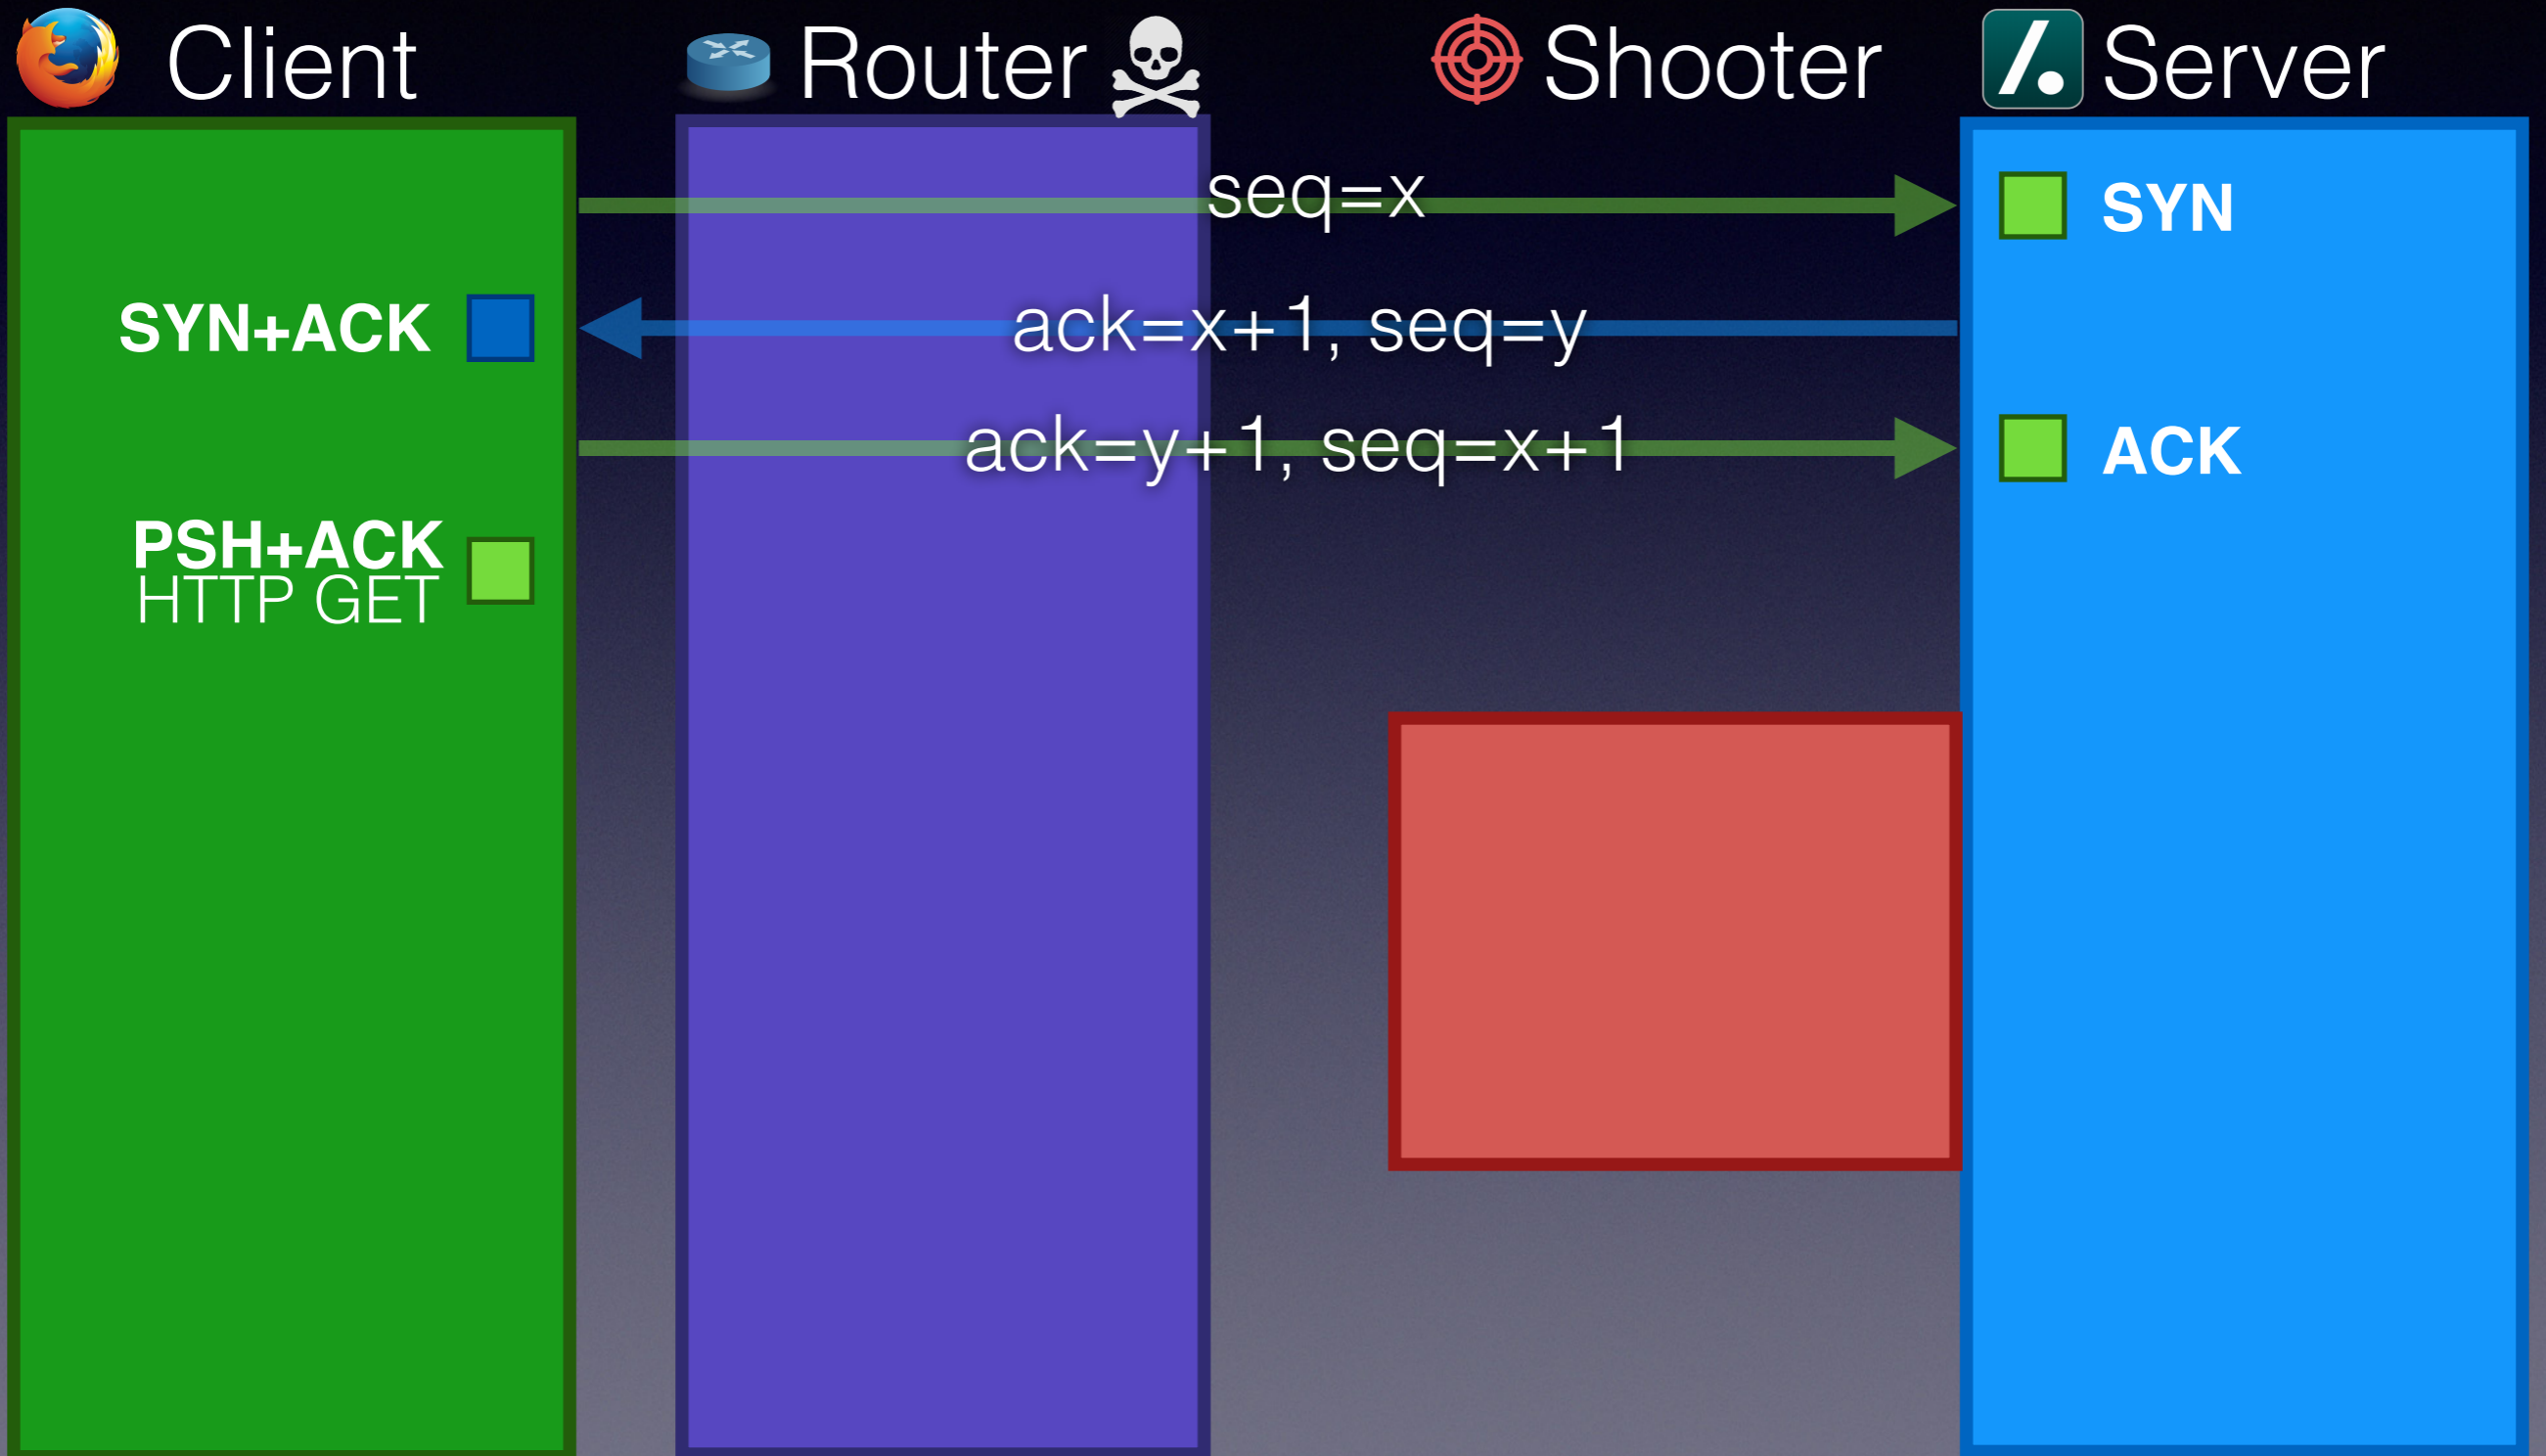 Client
Router
Shooter
Server
seq=x
SYN
SYN+ACK
ack=x+1, seq=y
ack=y+1, seq=x+1
ACK
PSH+ACK
HTTP GET